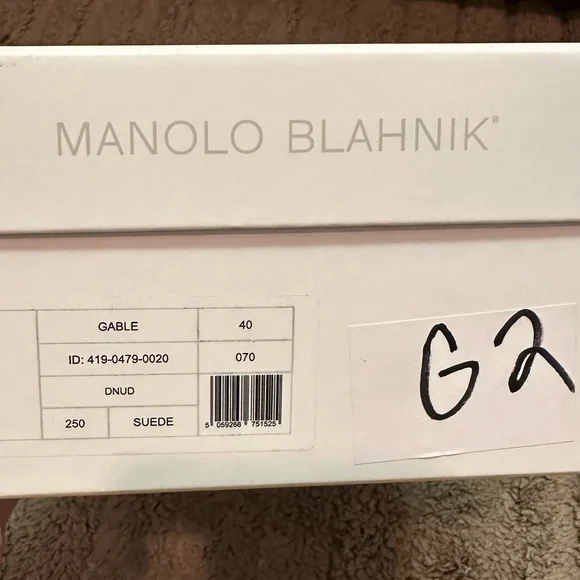 MANOLO BLAHNIK®
GABLE 40
ID: 419-0479-0020 070
DNUD
250 SUEDE
5 059268 751525
G2